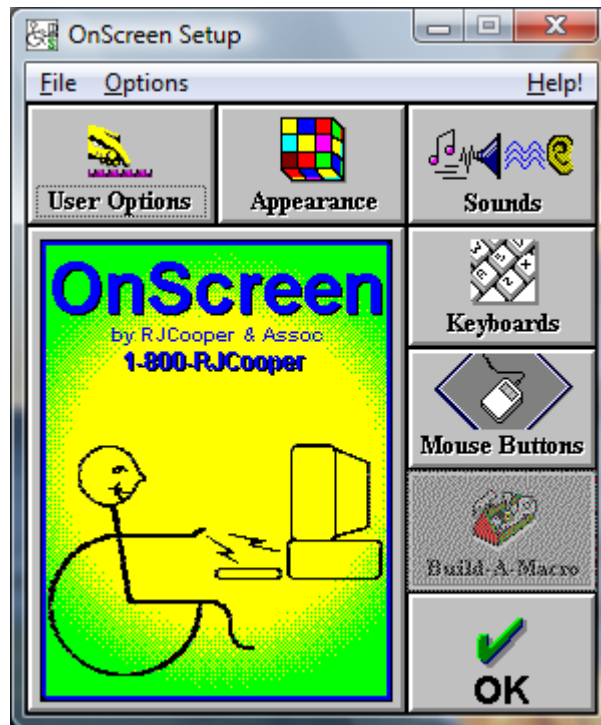 OnScreen Setup
File Options Help!
User Options
Appearance
Sounds
OnScreen
by RJCooper & Assoc
1-800-RJCooper
Keyboards
Mouse Buttons
Build-A-Macro
OK